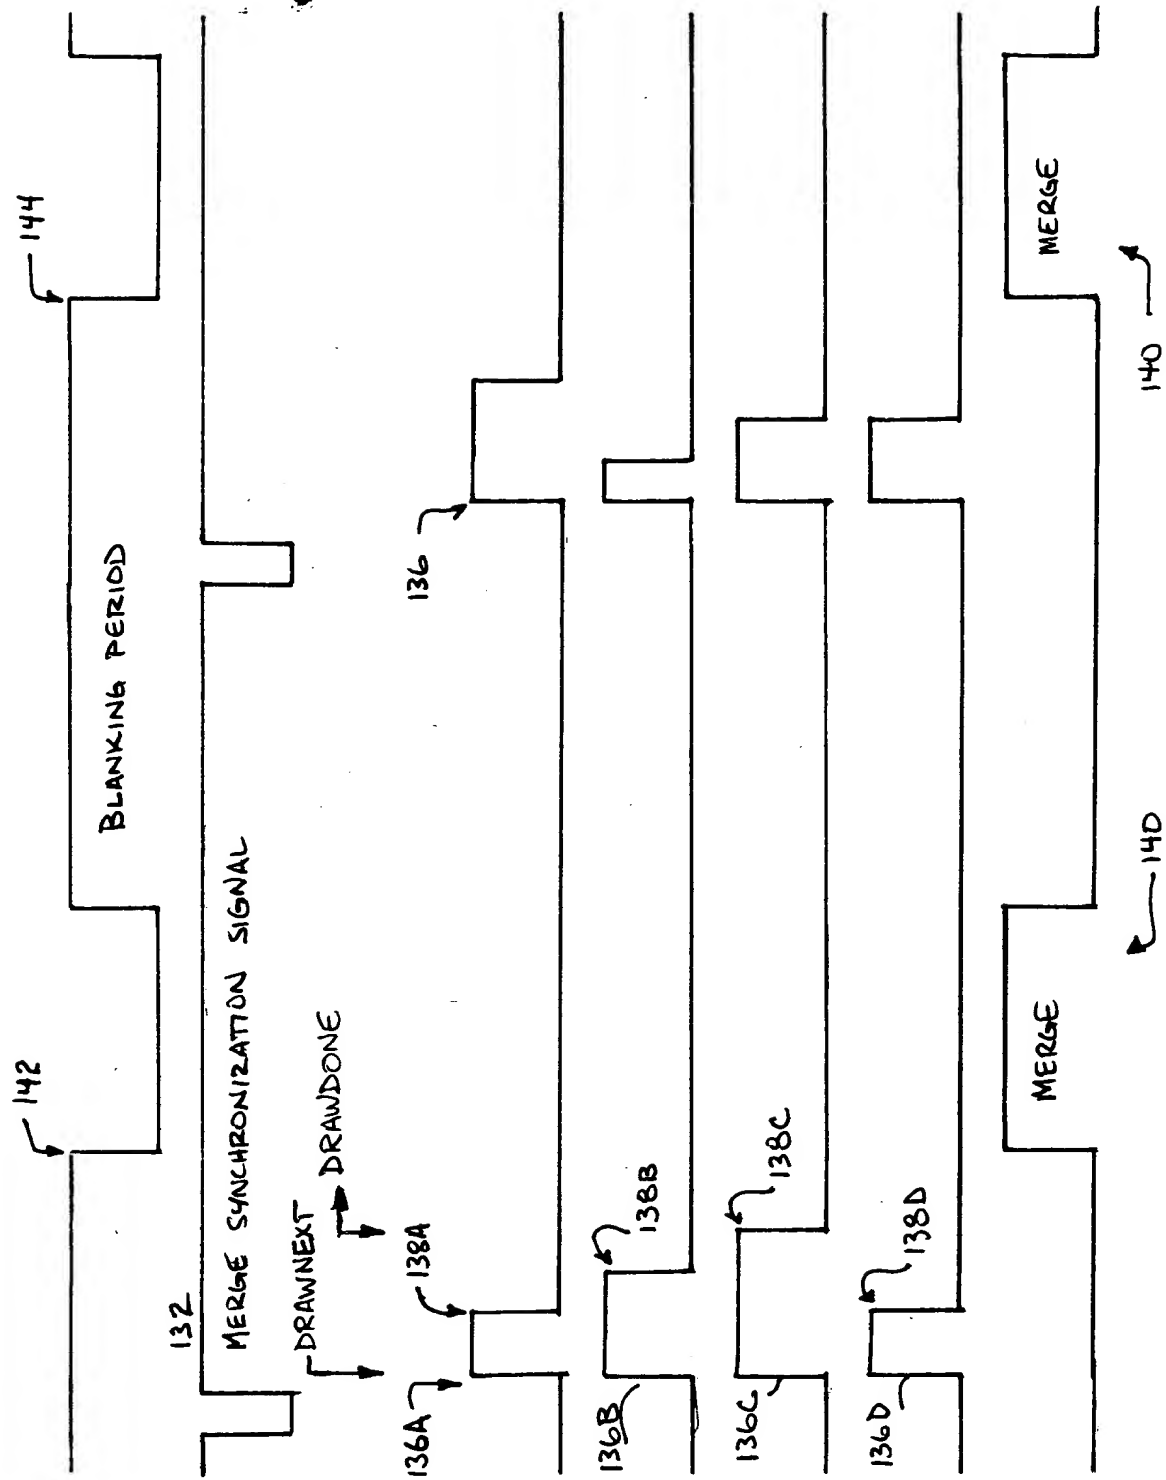 142
144
BLANKING PERIOD
132
MERGE SYNCHRONIZATION SIGNAL
DRAWNEXT
DRAWDONE
136A
138A
136
136B
138B
136C
138C
136D
138D
MERGE
MERGE
140
140